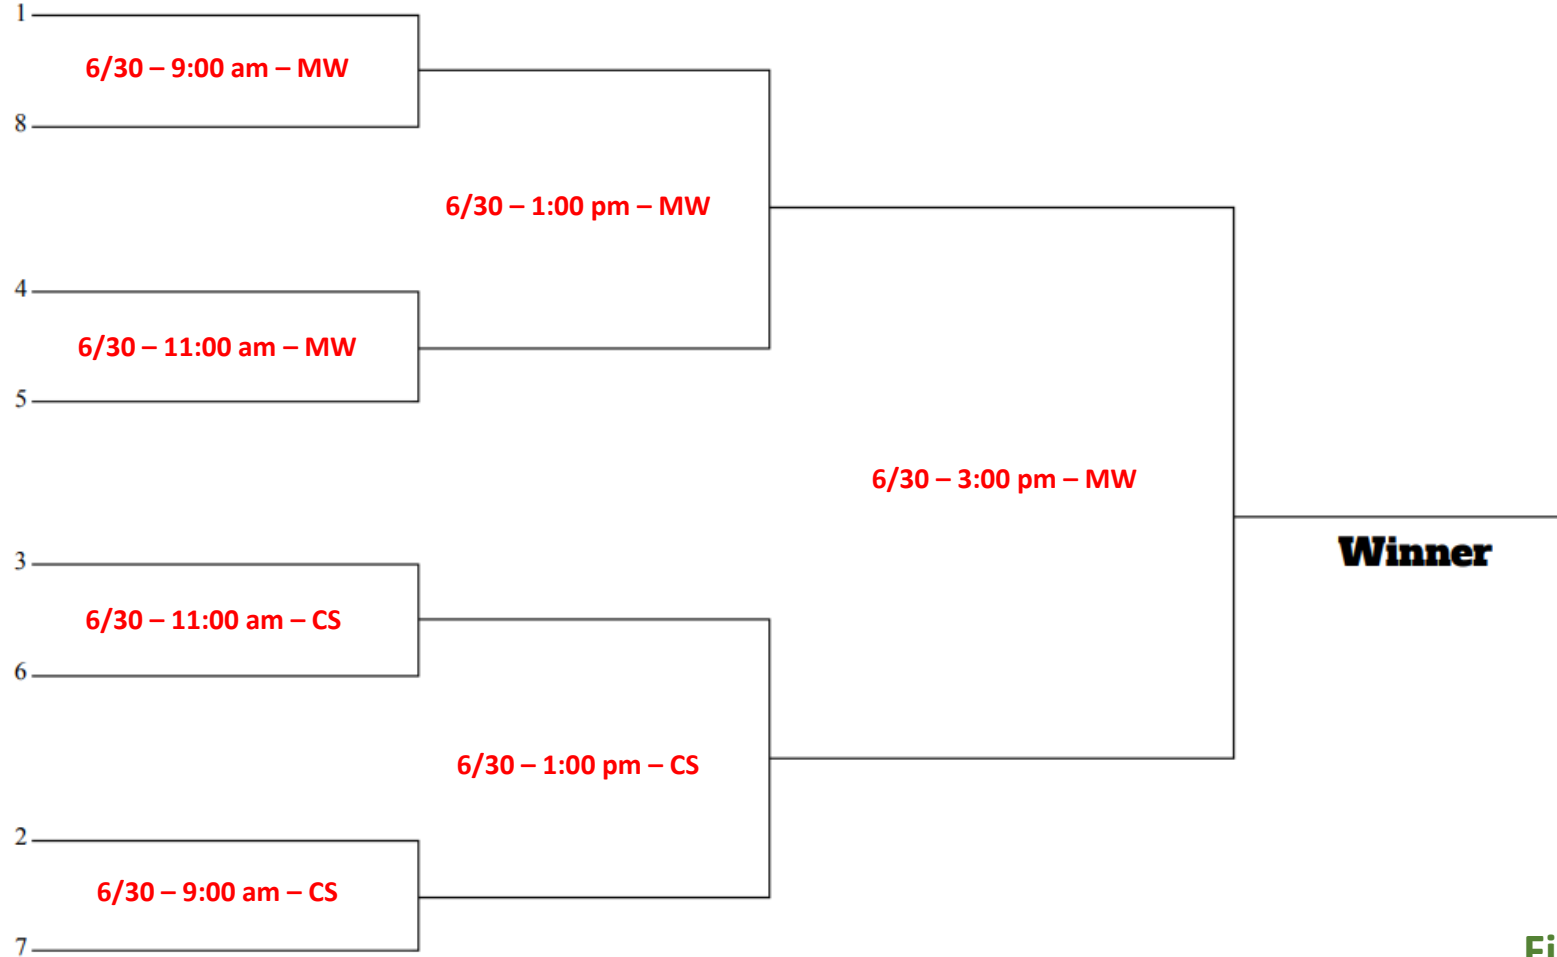 1
6/30 – 9:00 am – MW
8
6/30 – 1:00 pm – MW
4
6/30 – 11:00 am – MW
5
6/30 – 3:00 pm – MW
Winner
3
6/30 – 11:00 am – CS
6
6/30 – 1:00 pm – CS
2
6/30 – 9:00 am – CS
7